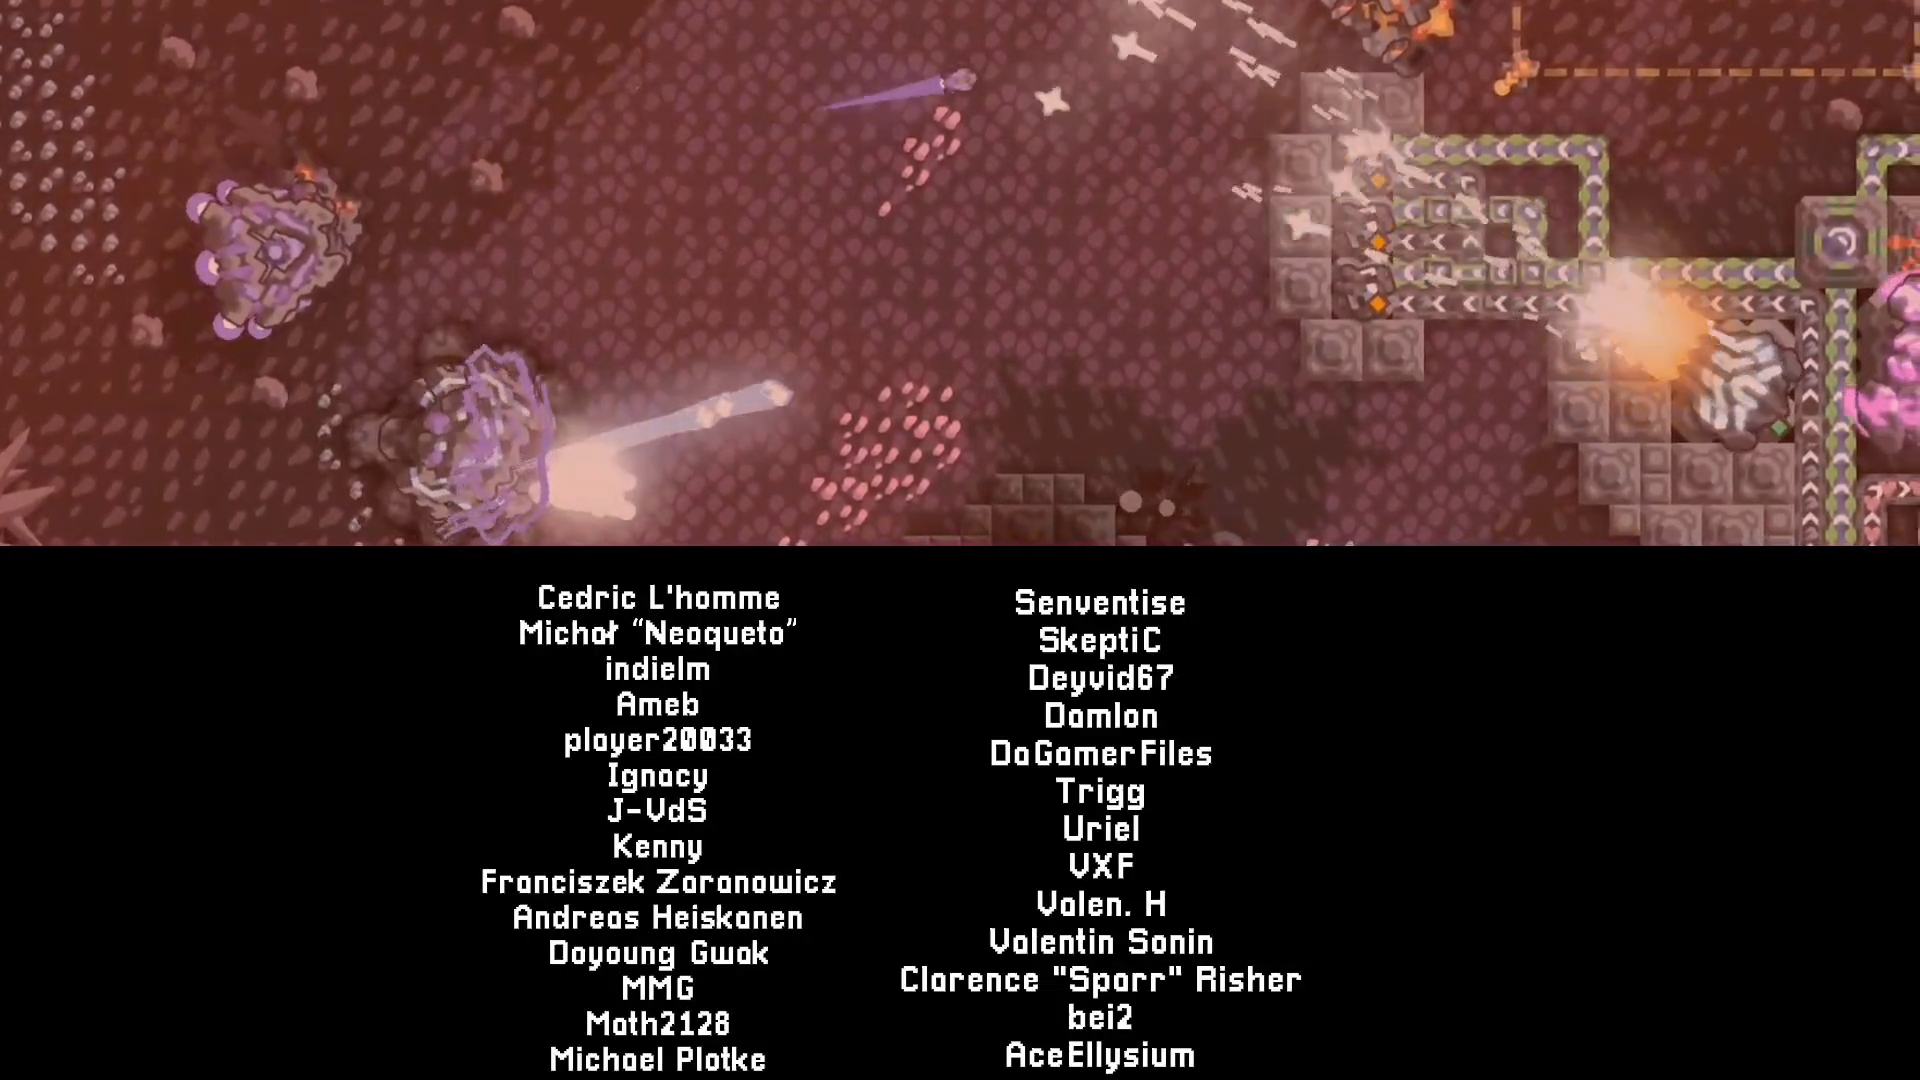 Cedric L'homme
Michał “Neoqueto”
indielm
Ameb
player20033
Ignacy
J-VdS
Kenny
Franciszek Zaranowicz
Andreas Heiskanen
Doyoung Gwak
MMG
Math2128
Michael Plotke
Senventise
SkeptiC
Deyvid67
Damlon
DaGamerFiles
Trigg
Uriel
VXF
Valen. H
Valentin Sonin
Clarence "Sparr" Risher
bei2
AceEllysium